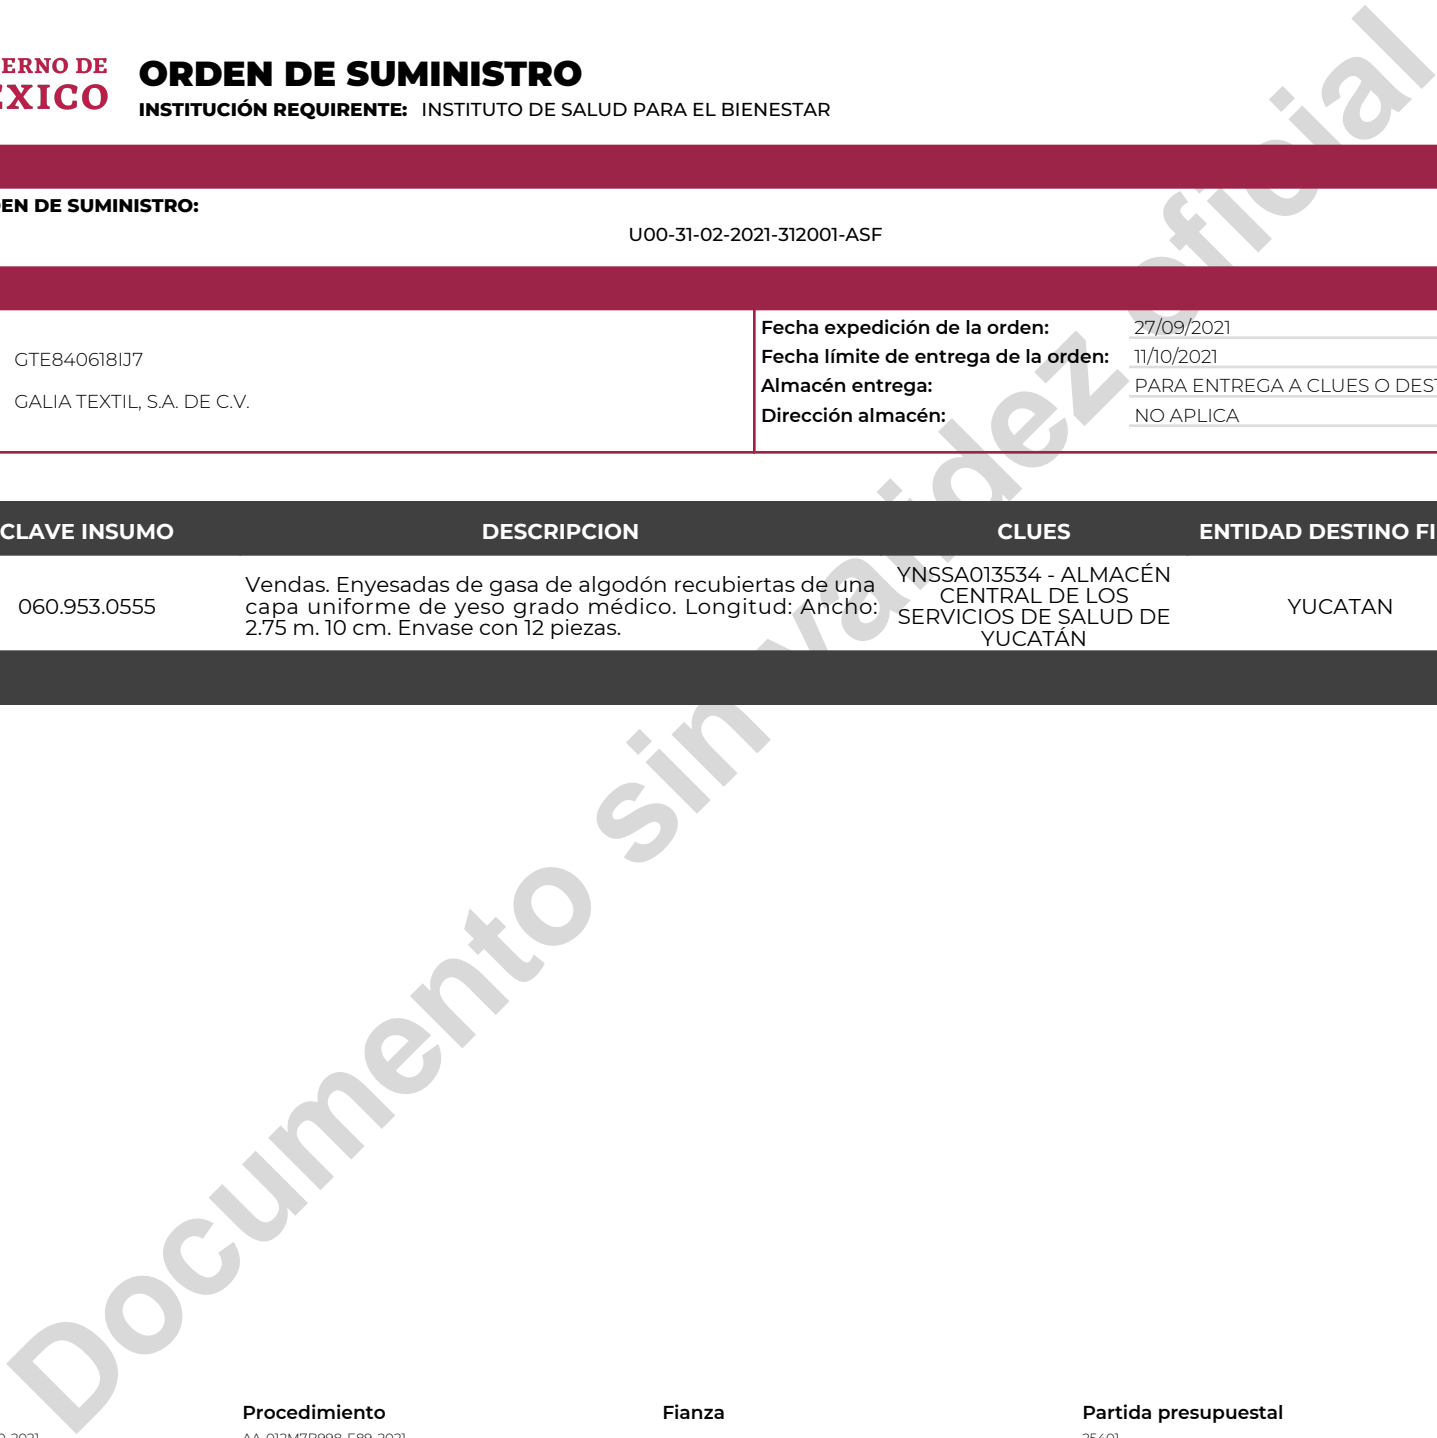 ERNO DE
EXICO
ORDEN DE SUMINISTRO
INSTITUCIÓN REQUIRENTE: INSTITUTO DE SALUD PARA EL BIENESTAR
EN DE SUMINISTRO:
U00-31-02-2021-312001-ASF
GTE840618IJ7
GALIA TEXTIL, S.A. DE C.V.
Fecha expedición de la orden: 27/09/2021
Fecha límite de entrega de la orden: 11/10/2021
Almacén entrega: PARA ENTREGA A CLUES O DEST
Dirección almacén: NO APLICA
CLAVE INSUMO DESCRIPCION CLUES ENTIDAD DESTINO FI
060.953.0555
Vendas. Enyesadas de gasa de algodón recubiertas de una
capa uniforme de yeso grado médico. Longitud: Ancho:
2.75 m. 10 cm. Envase con 12 piezas.
YNSSA013534 - ALMACÉN
CENTRAL DE LOS
SERVICIOS DE SALUD DE
YUCATÁN
YUCATAN
Documento sin validez oficial
Procedimiento Fianza Partida presupuestal